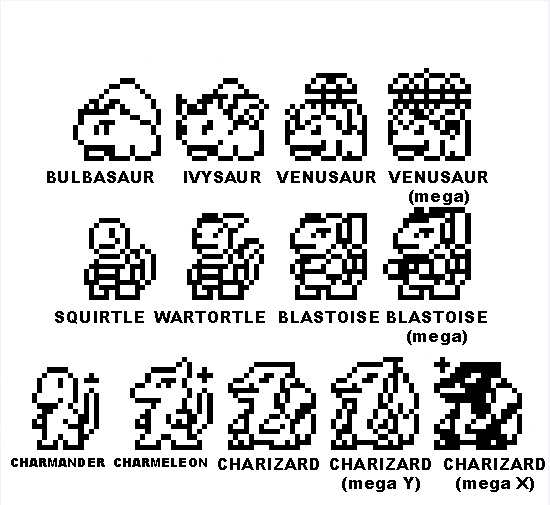 BULBASAUR IVYSAUR VENUSAUR VENUSAUR
(mega)
SQUIRTLE WARTORTLE BLASTOISE BLASTOISE
(mega)
CHARMANDER CHARMELEON CHARIZARD CHARIZARD CHARIZARD
(mega Y) (mega X)